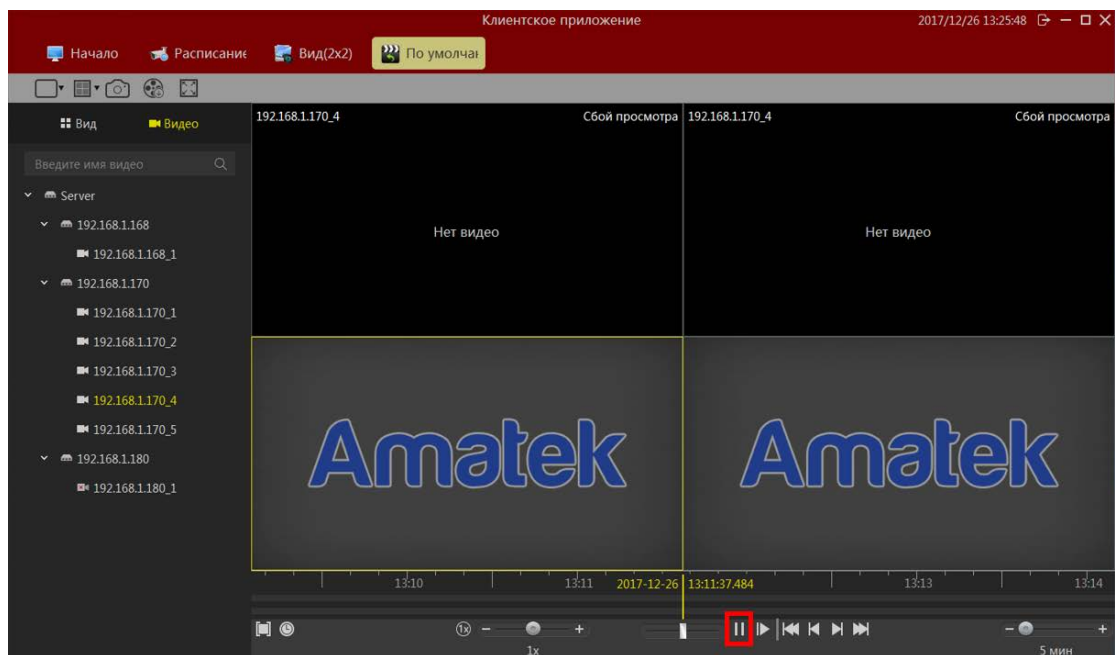 Клиентское приложение
2017/12/26 13:25:48
Начало
Расписание
Вид(2x2)
По умолчан
Вид
Видео
Введите имя видео
Server
192.168.1.168
192.168.1.168_1
192.168.1.170
192.168.1.170_1
192.168.1.170_2
192.168.1.170_3
192.168.1.170_4
192.168.1.170_5
192.168.1.180
192.168.1.180_1
192.168.1.170_4 Сбой просмотра
192.168.1.170_4 Сбой просмотра
Нет видео
Нет видео
Amatek
Amatek
13:10 13:11 2017-12-26 13:11:37.484 13:13 13:14
1x
1x
5 мин